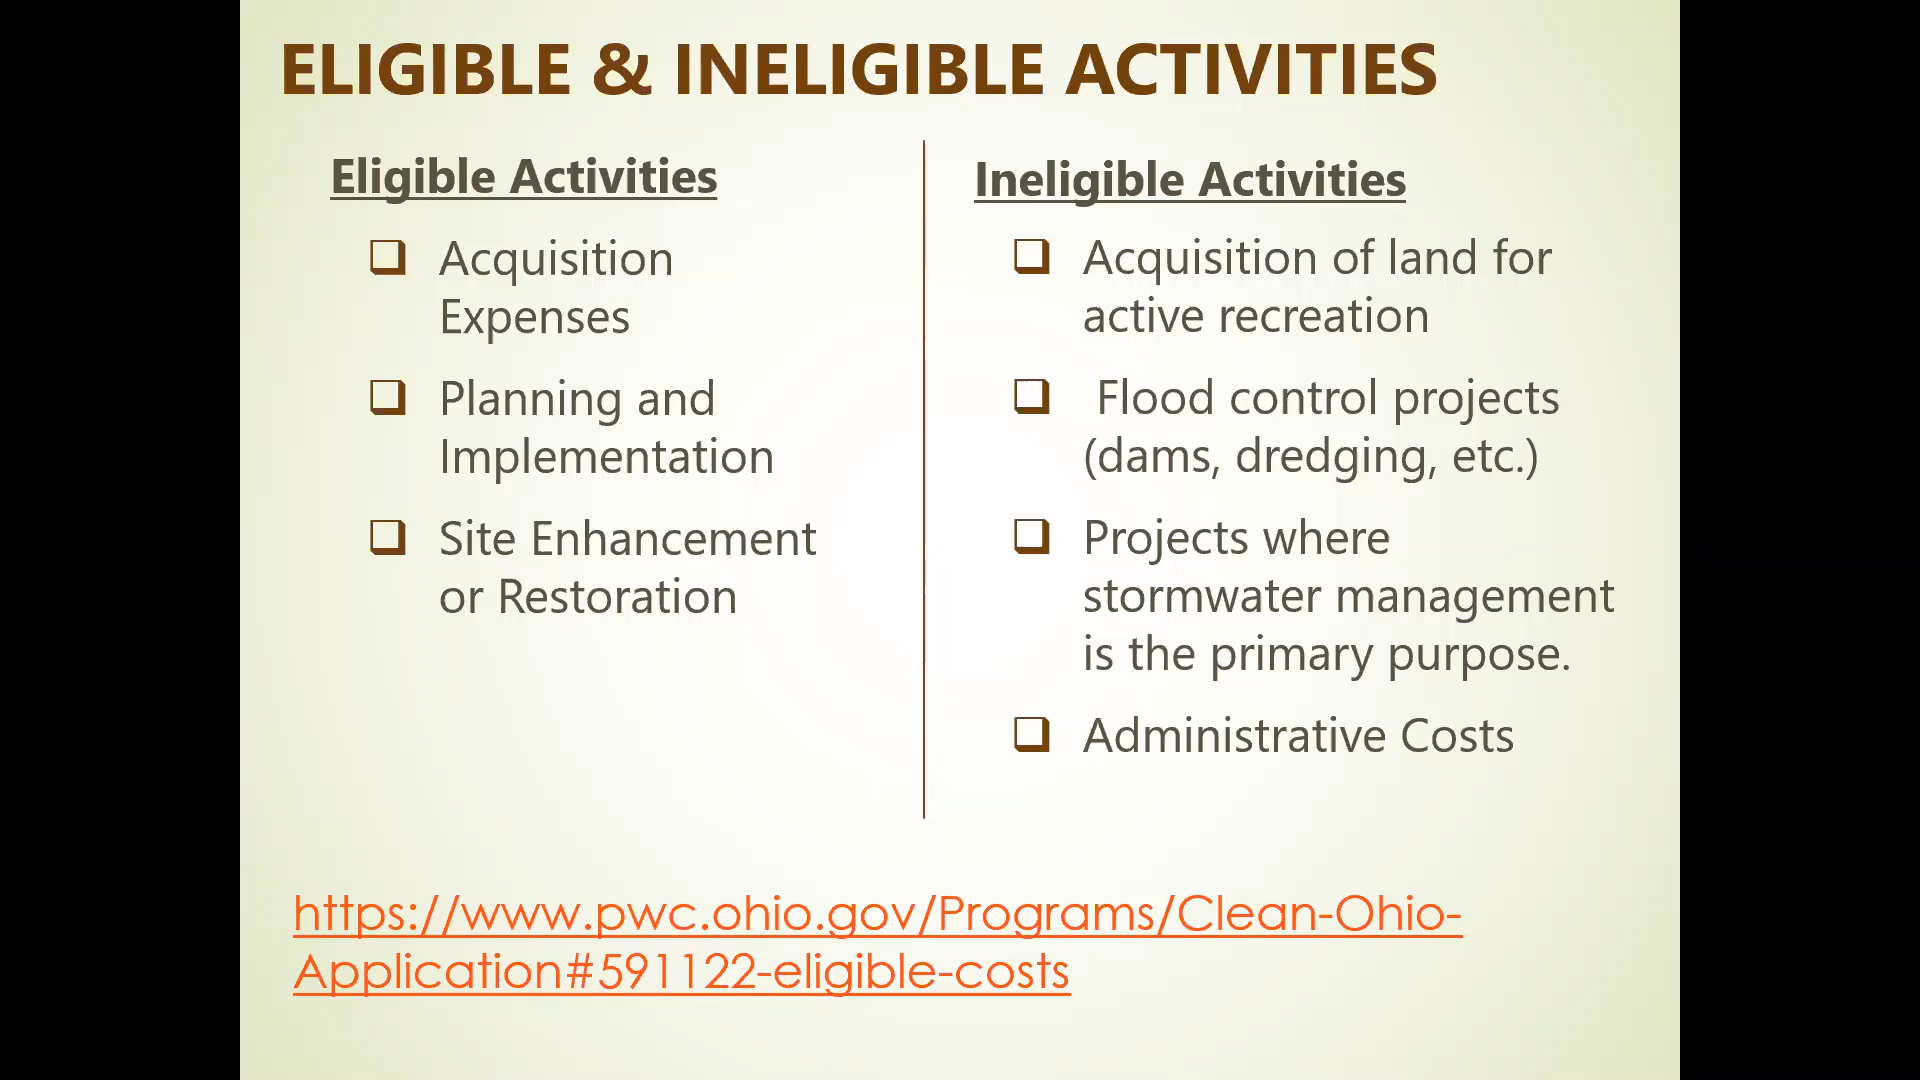 ELIGIBLE & INELIGIBLE ACTIVITIES
Eligible Activities
Acquisition
Expenses
Planning and
Implementation
Site Enhancement
or Restoration
Ineligible Activities
Acquisition of land for
active recreation
Flood control projects
(dams, dredging, etc.)
Projects where
stormwater management
is the primary purpose.
Administrative Costs
https://www.pwc.ohio.gov/Programs/Clean-Ohio-
Application#591122-eligible-costs